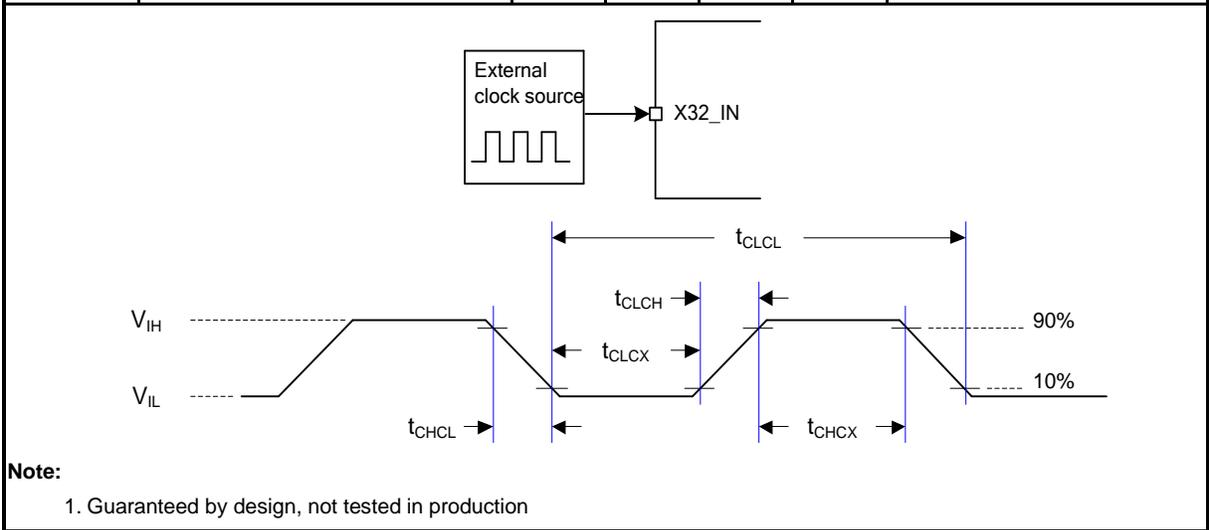 External
clock source
X32_IN
tCLCL
tCLCH
VIH
90%
tCLCX
VIL
10%
tCHCL
tCHCX
Note:
1. Guaranteed by design, not tested in production